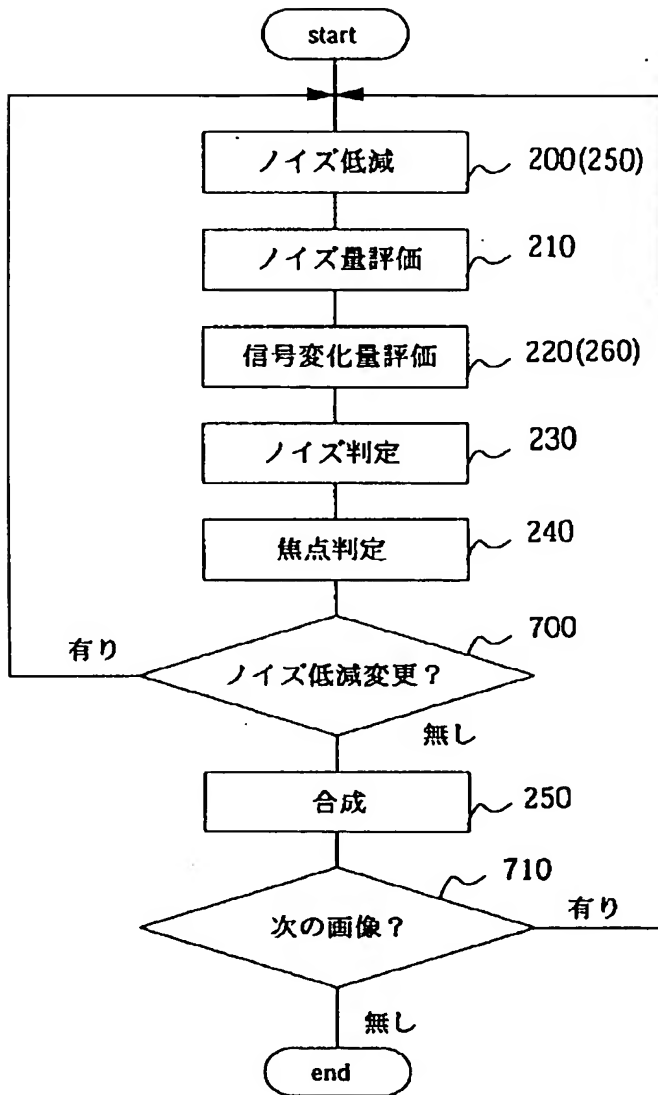 start
ノイズ低減 200(250)
ノイズ量評価 210
信号変化量評価 220(260)
ノイズ判定 230
焦点判定 240
700
有り
ノイズ低減変更？
無し
合成 250
710
有り
次の画像？
無し
end